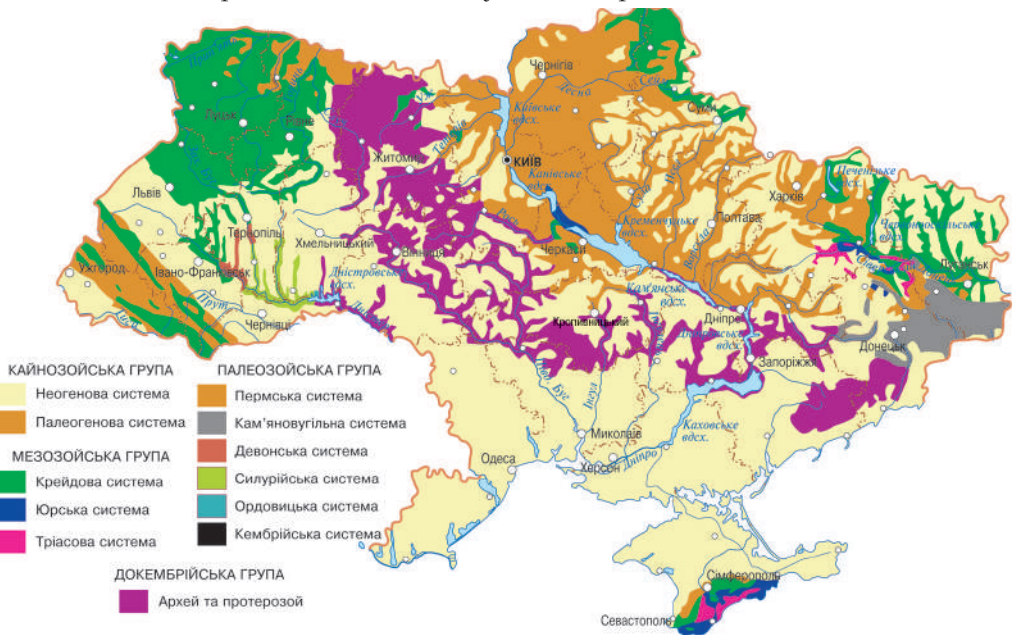 Чернігів
Десна
Сейм
Суми
Київське
вдсх.
Луцьк
Рівне
Тетерів
Житомир
КИЇВ
Канівське
вдсх.
Львів
Рось
Сула
Псел
Харків
Печенізьке
вдсх.
Кременчуцьке
вдсх.
Полтава
Ворскла
Тернопіль
Хмельницький
Вінниця
Черкаси
Луганськ
Ужгород
Івано-Франківськ
Дністровське
вдсх.
Прут
Чернівці
Кам'янське
вдсх.
Кропивницький
Дніпро
вдсх.
Донецьк
Запоріжжя
Інгул
Миколаїв
Каховське
вдсх.
Одеса
Херсон
Дніпро
Сімферополь
Севастополь
КАЙНОЗОЙСЬКА ГРУПА
Неогенова система
Палеогенова система
МЕЗОЗОЙСЬКА ГРУПА
Крейдова система
Юрська система
Тріасова система
ПАЛЕОЗОЙСЬКА ГРУПА
Пермська система
Кам'яновугільна система
Девонська система
Силурійська система
Ордовицька система
Кембрійська система
ДОКЕМБРІЙСЬКА ГРУПА
Архей та протерозой